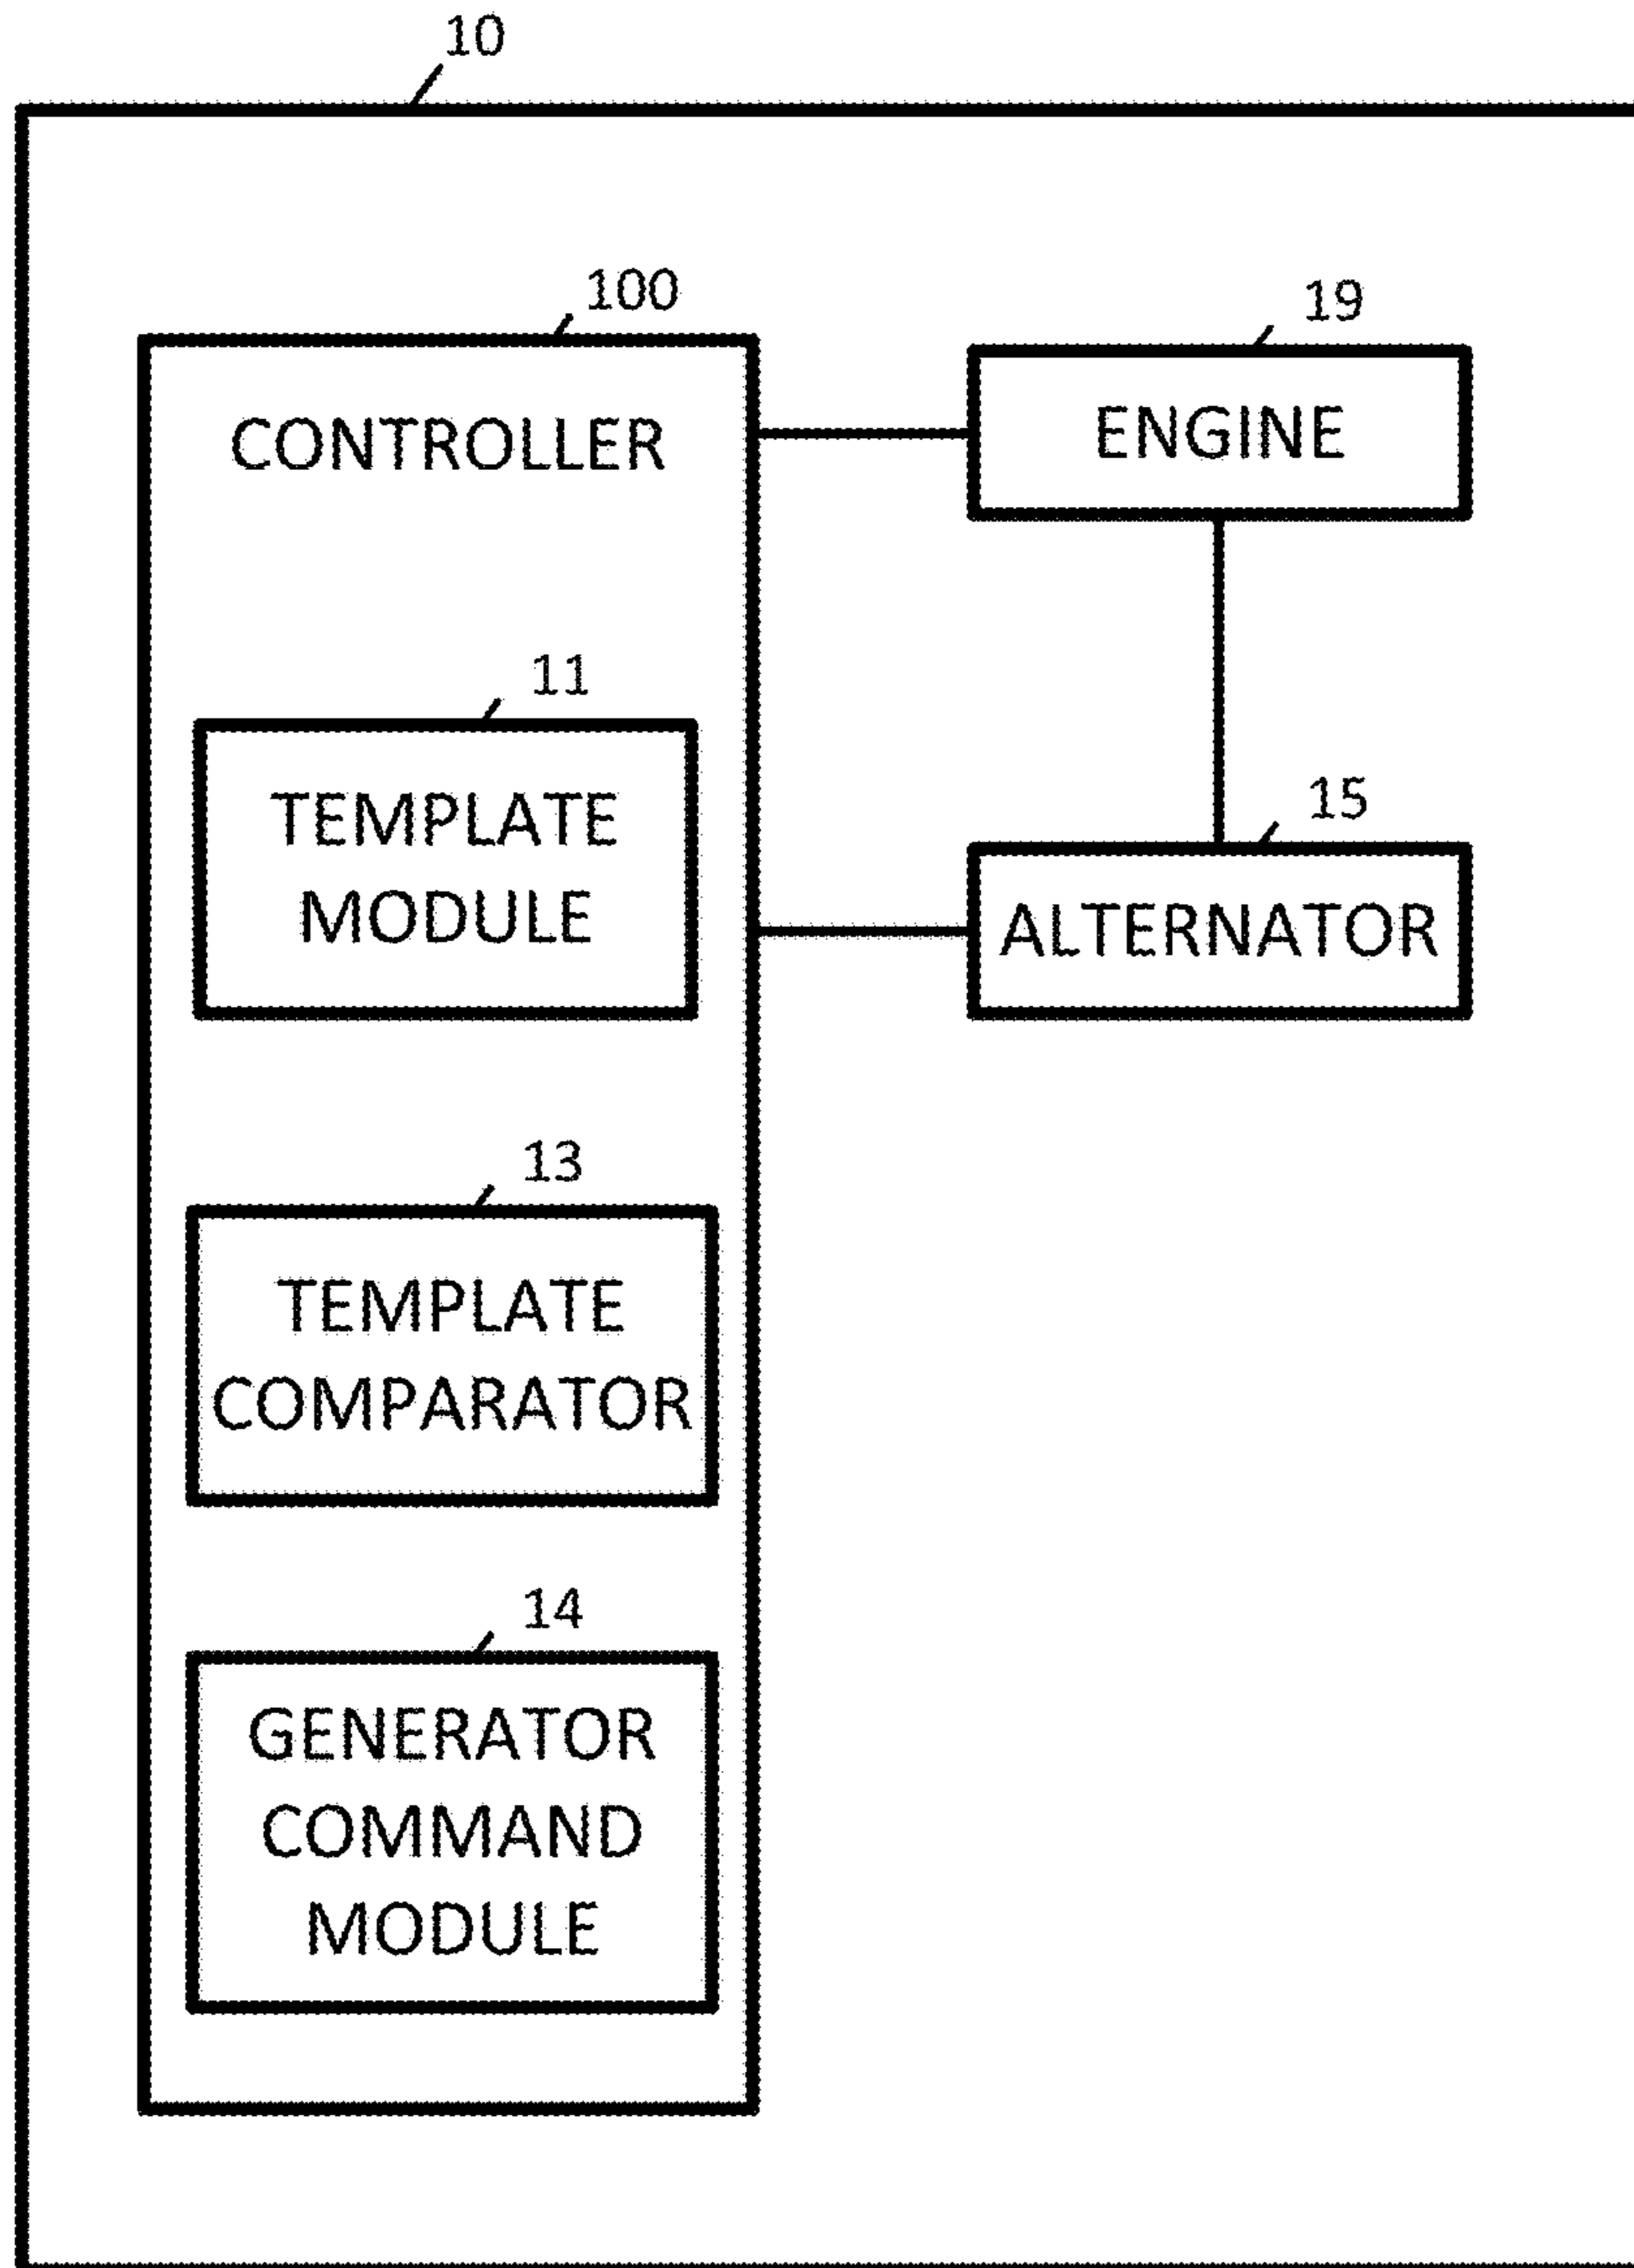 10
100
CONTROLLER
19
ENGINE
11
TEMPLATE
MODULE
15
ALTERNATOR
13
TEMPLATE
COMPARATOR
14
GENERATOR
COMMAND
MODULE